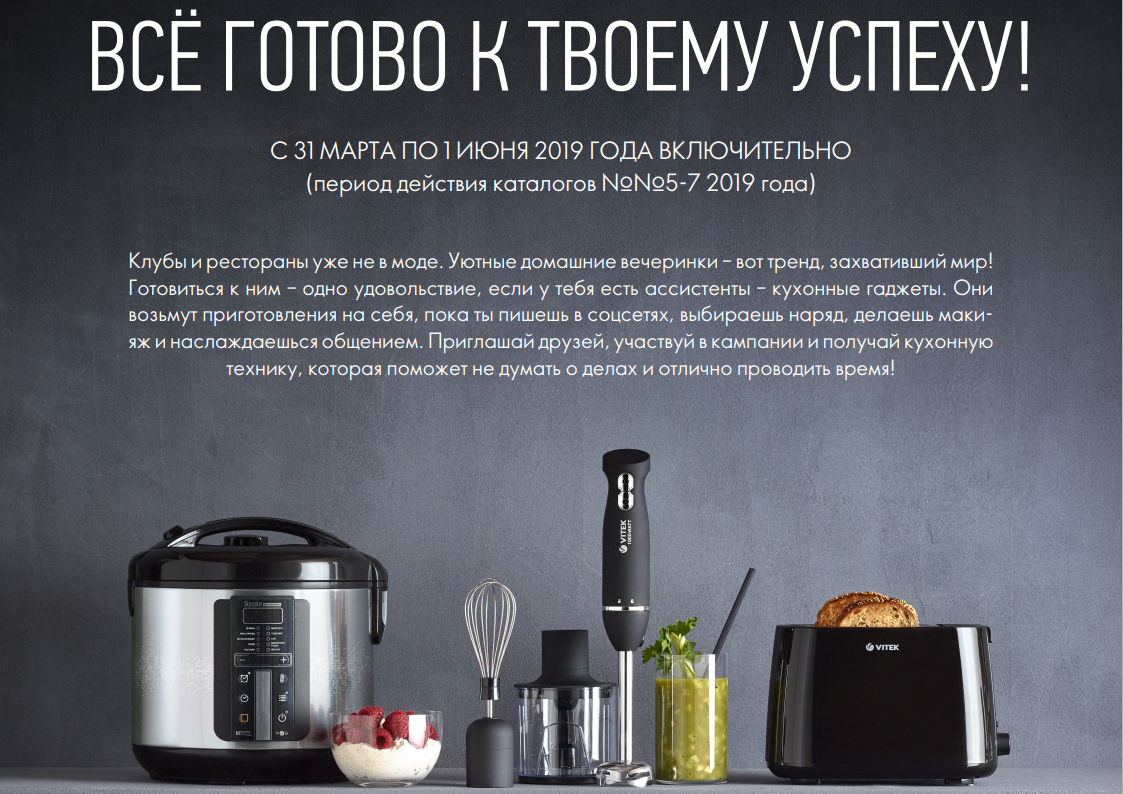 ВСЁ ГОТОВО К ТВОЕМУ УСПЕХУ!
С 31 МАРТА ПО 1 ИЮНЯ 2019 ГОДА ВКЛЮЧИТЕЛЬНО
(период действия каталогов №№5-7 2019 года)
Клубы и рестораны уже не в моде. Уютные домашние вечеринки – вот тренд, захвативший мир!
Готовиться к ним – одно удовольствие, если у тебя есть ассистенты – кухонные гаджеты. Они
возьмут приготовления на себя, пока ты пишешь в соцсетях, выбираешь наряд, делаешь маки-
яж и наслаждаешься общением. Приглашай друзей, участвуй в кампании и получай кухонную
технику, которая поможет не думать о делах и отлично проводить время!
VITEK
1000WATT
VITEK